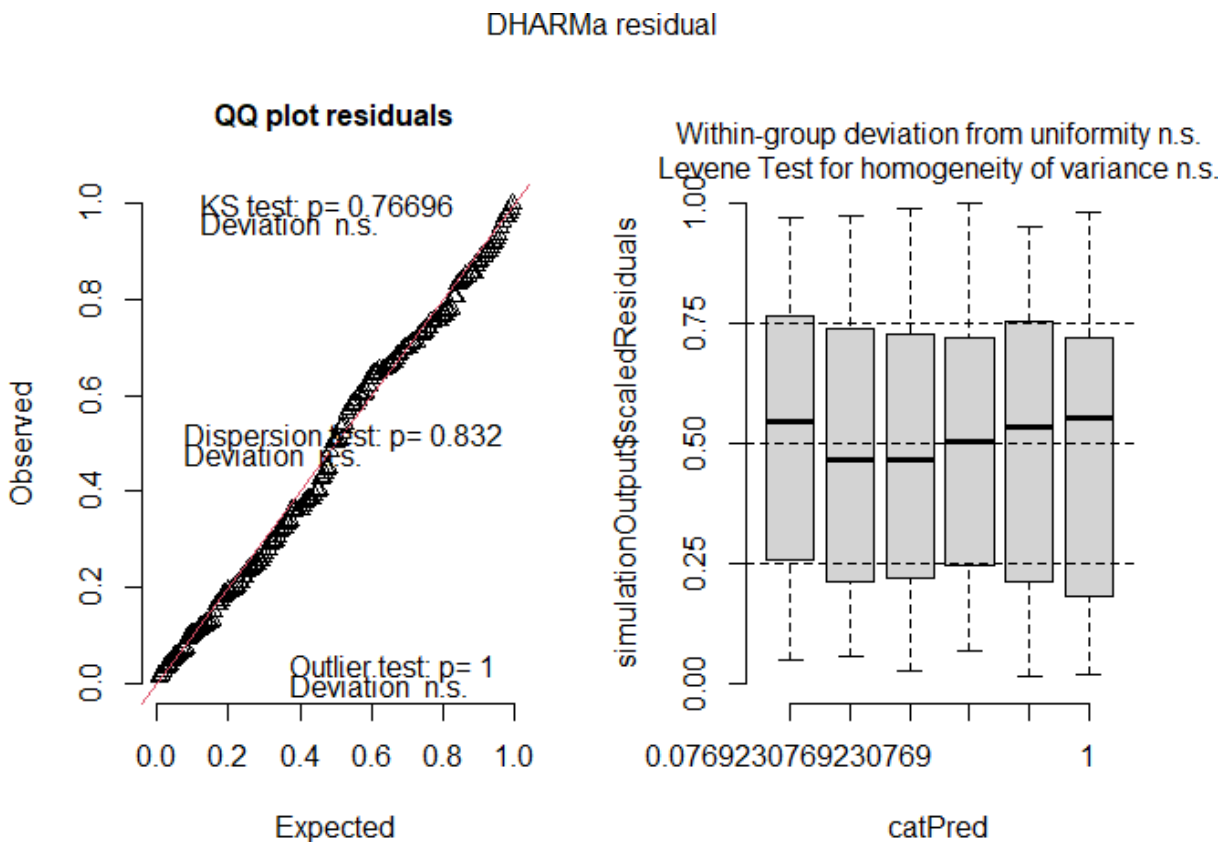 DHARMa residual
QQ plot residuals
KS test: p= 0.76696
Deviation n.s.
Dispersion test: p= 0.832
Deviation n.s.
Outlier test: p= 1
Deviation n.s.
Observed
0.0 0.2 0.4 0.6 0.8 1.0
0.0 0.2 0.4 0.6 0.8 1.0
Expected
Within-group deviation from uniformity n.s.
Levene Test for homogeneity of variance n.s.
simulationOutput$scaledResiduals
0.00 0.25 0.50 0.75 1.00
0.0769230769230769 1
catPred